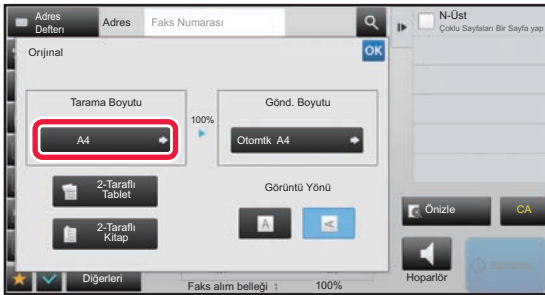 Adres
Defteri
Adres
Faks Numarası
N-Üst
Çoklu Sayfaları Bir Sayfa yap
Orijinal
OK
Tarama Boyutu
Gönd. Boyutu
100%
A4
Otomtk A4
2-Taraflı
Tablet
Görüntü Yönü
2-Taraflı
Kitap
A
A
Önizle
CA
Hoparlör
Diğerleri
Faks alım belleği : 100%